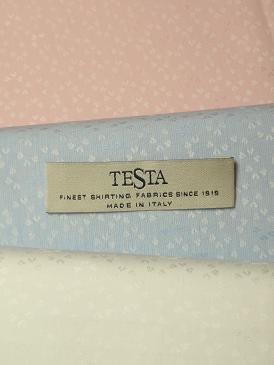 TESTA
FINEST SHIRTING FABRICS SINCE 1919
MADE IN ITALY